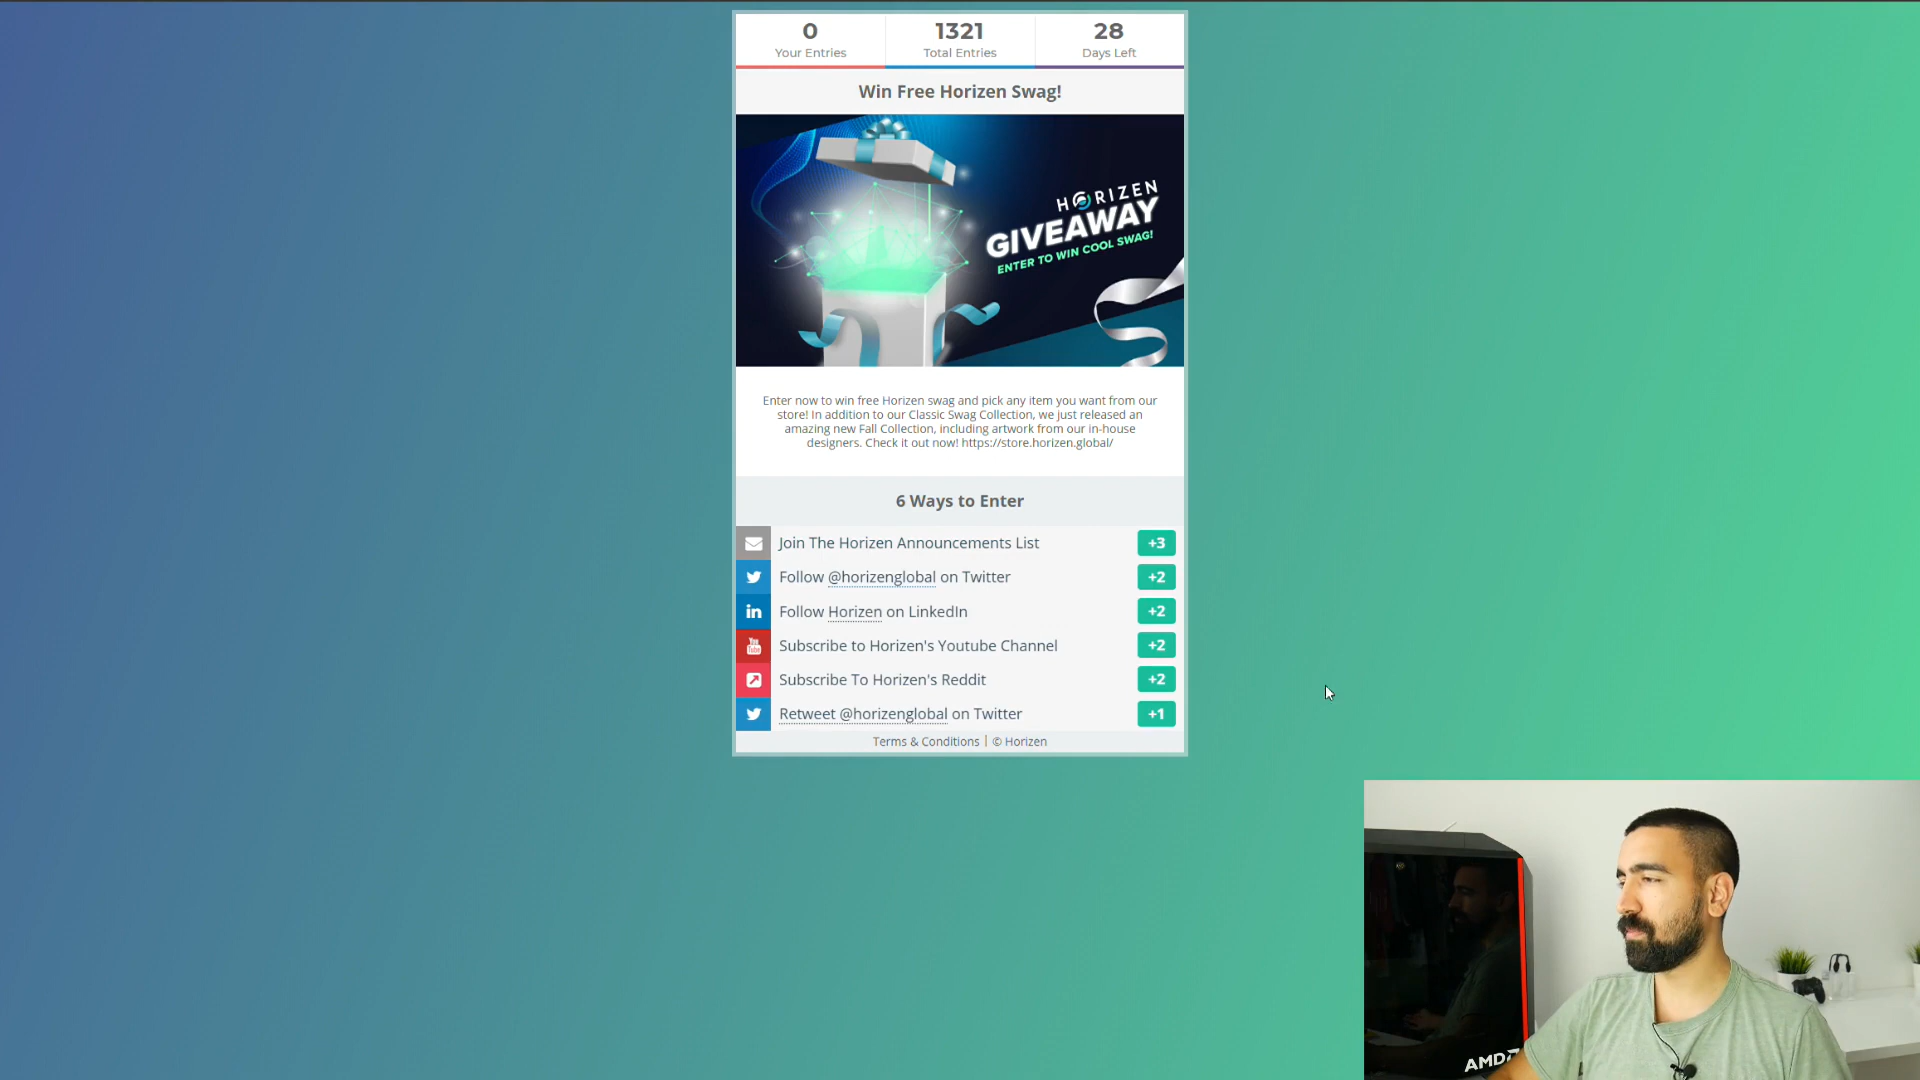 0
Your Entries
1321
Total Entries
28
Days Left
Win Free Horizen Swag!
HORIZEN
GIVEAWAY
ENTER TO WIN COOL SWAG!
Enter now to win free Horizen swag and pick any item you want from our
store! In addition to our Classic Swag Collection, we just released an
amazing new Fall Collection, including artwork from our in-house
designers. Check it out now! https://store.horizen.global/
6 Ways to Enter
Join The Horizen Announcements List +3
Follow @horizenglobal on Twitter +2
in Follow Horizen on LinkedIn +2
You Tube Subscribe to Horizen's Youtube Channel +2
Subscribe To Horizen's Reddit +2
Retweet @horizenglobal on Twitter +1
Terms & Conditions | © Horizen
AMD